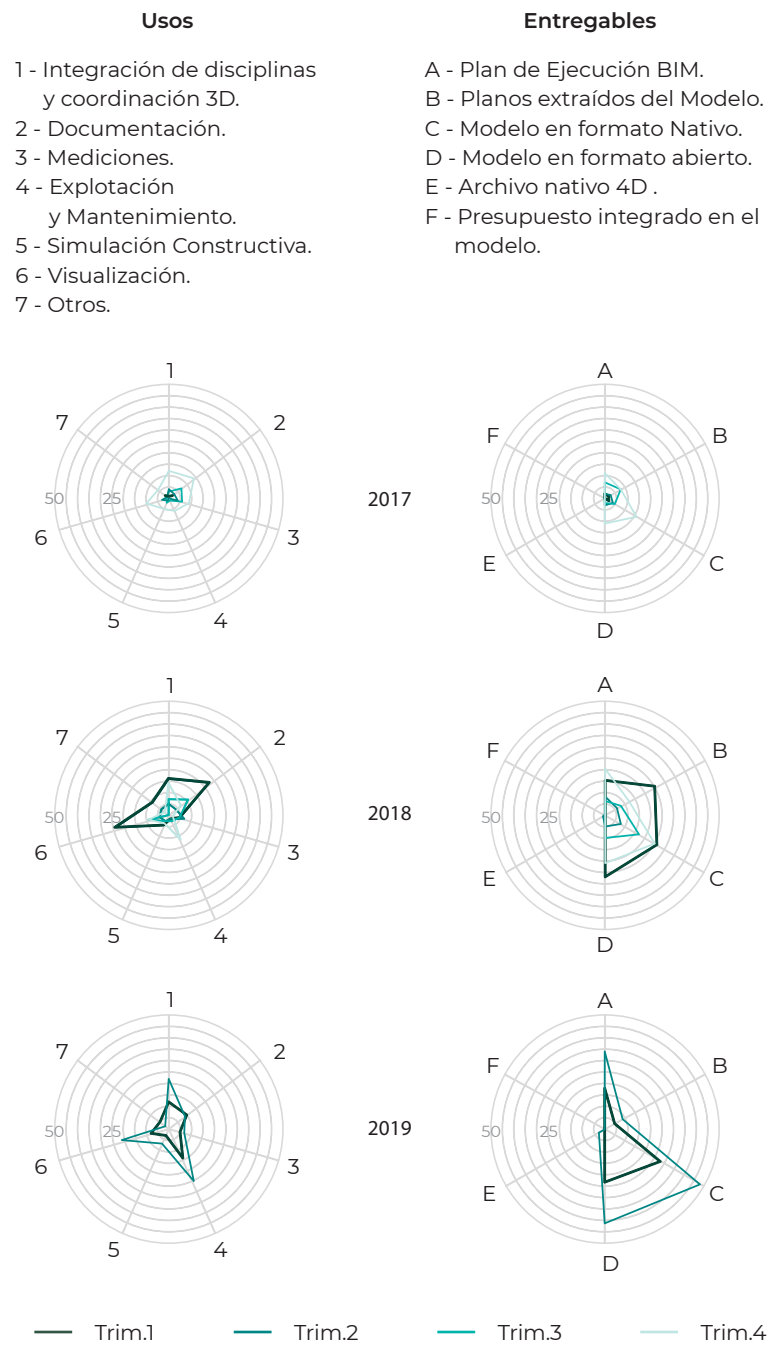 Usos
1 - Integración de disciplinas
y coordinación 3D.
2 - Documentación.
3 - Mediciones.
4 - Explotación
y Mantenimiento.
5 - Simulación Constructiva.
6 - Visualización.
7 - Otros.
Entregables
A - Plan de Ejecución BIM.
B - Planos extraídos del Modelo.
C - Modelo en formato Nativo.
D - Modelo en formato abierto.
E - Archivo nativo 4D .
F - Presupuesto integrado en el
modelo.
1
7
2
50
25
6
3
5
4
2017
A
F
B
50
25
E
C
D
1
7
2
50
25
6
3
5
4
2018
A
F
B
50
25
E
C
D
1
7
2
50
25
6
3
5
4
2019
A
F
B
50
25
E
C
D
Trim.1
Trim.2
Trim.3
Trim.4